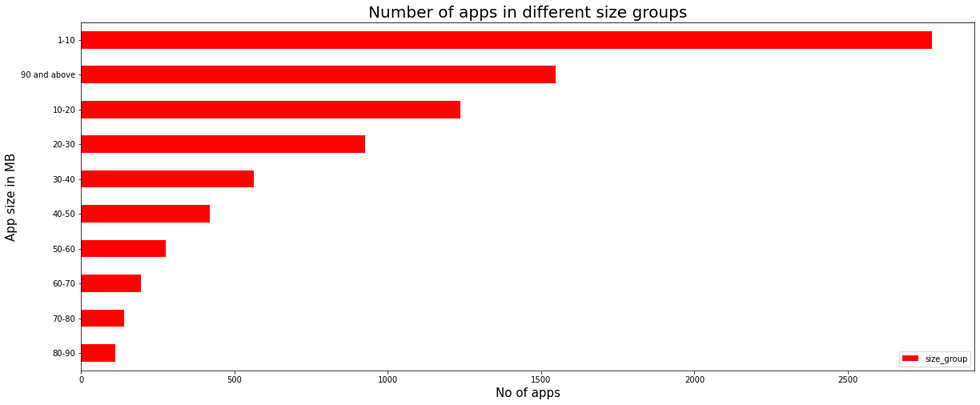 Number of apps in different size groups
1-10
90 and above
10-20
20-30
30-40
40-50
50-60
60-70
70-80
80-90
App size in MB
size_group
0 500 1000 1500 2000 2500
No of apps